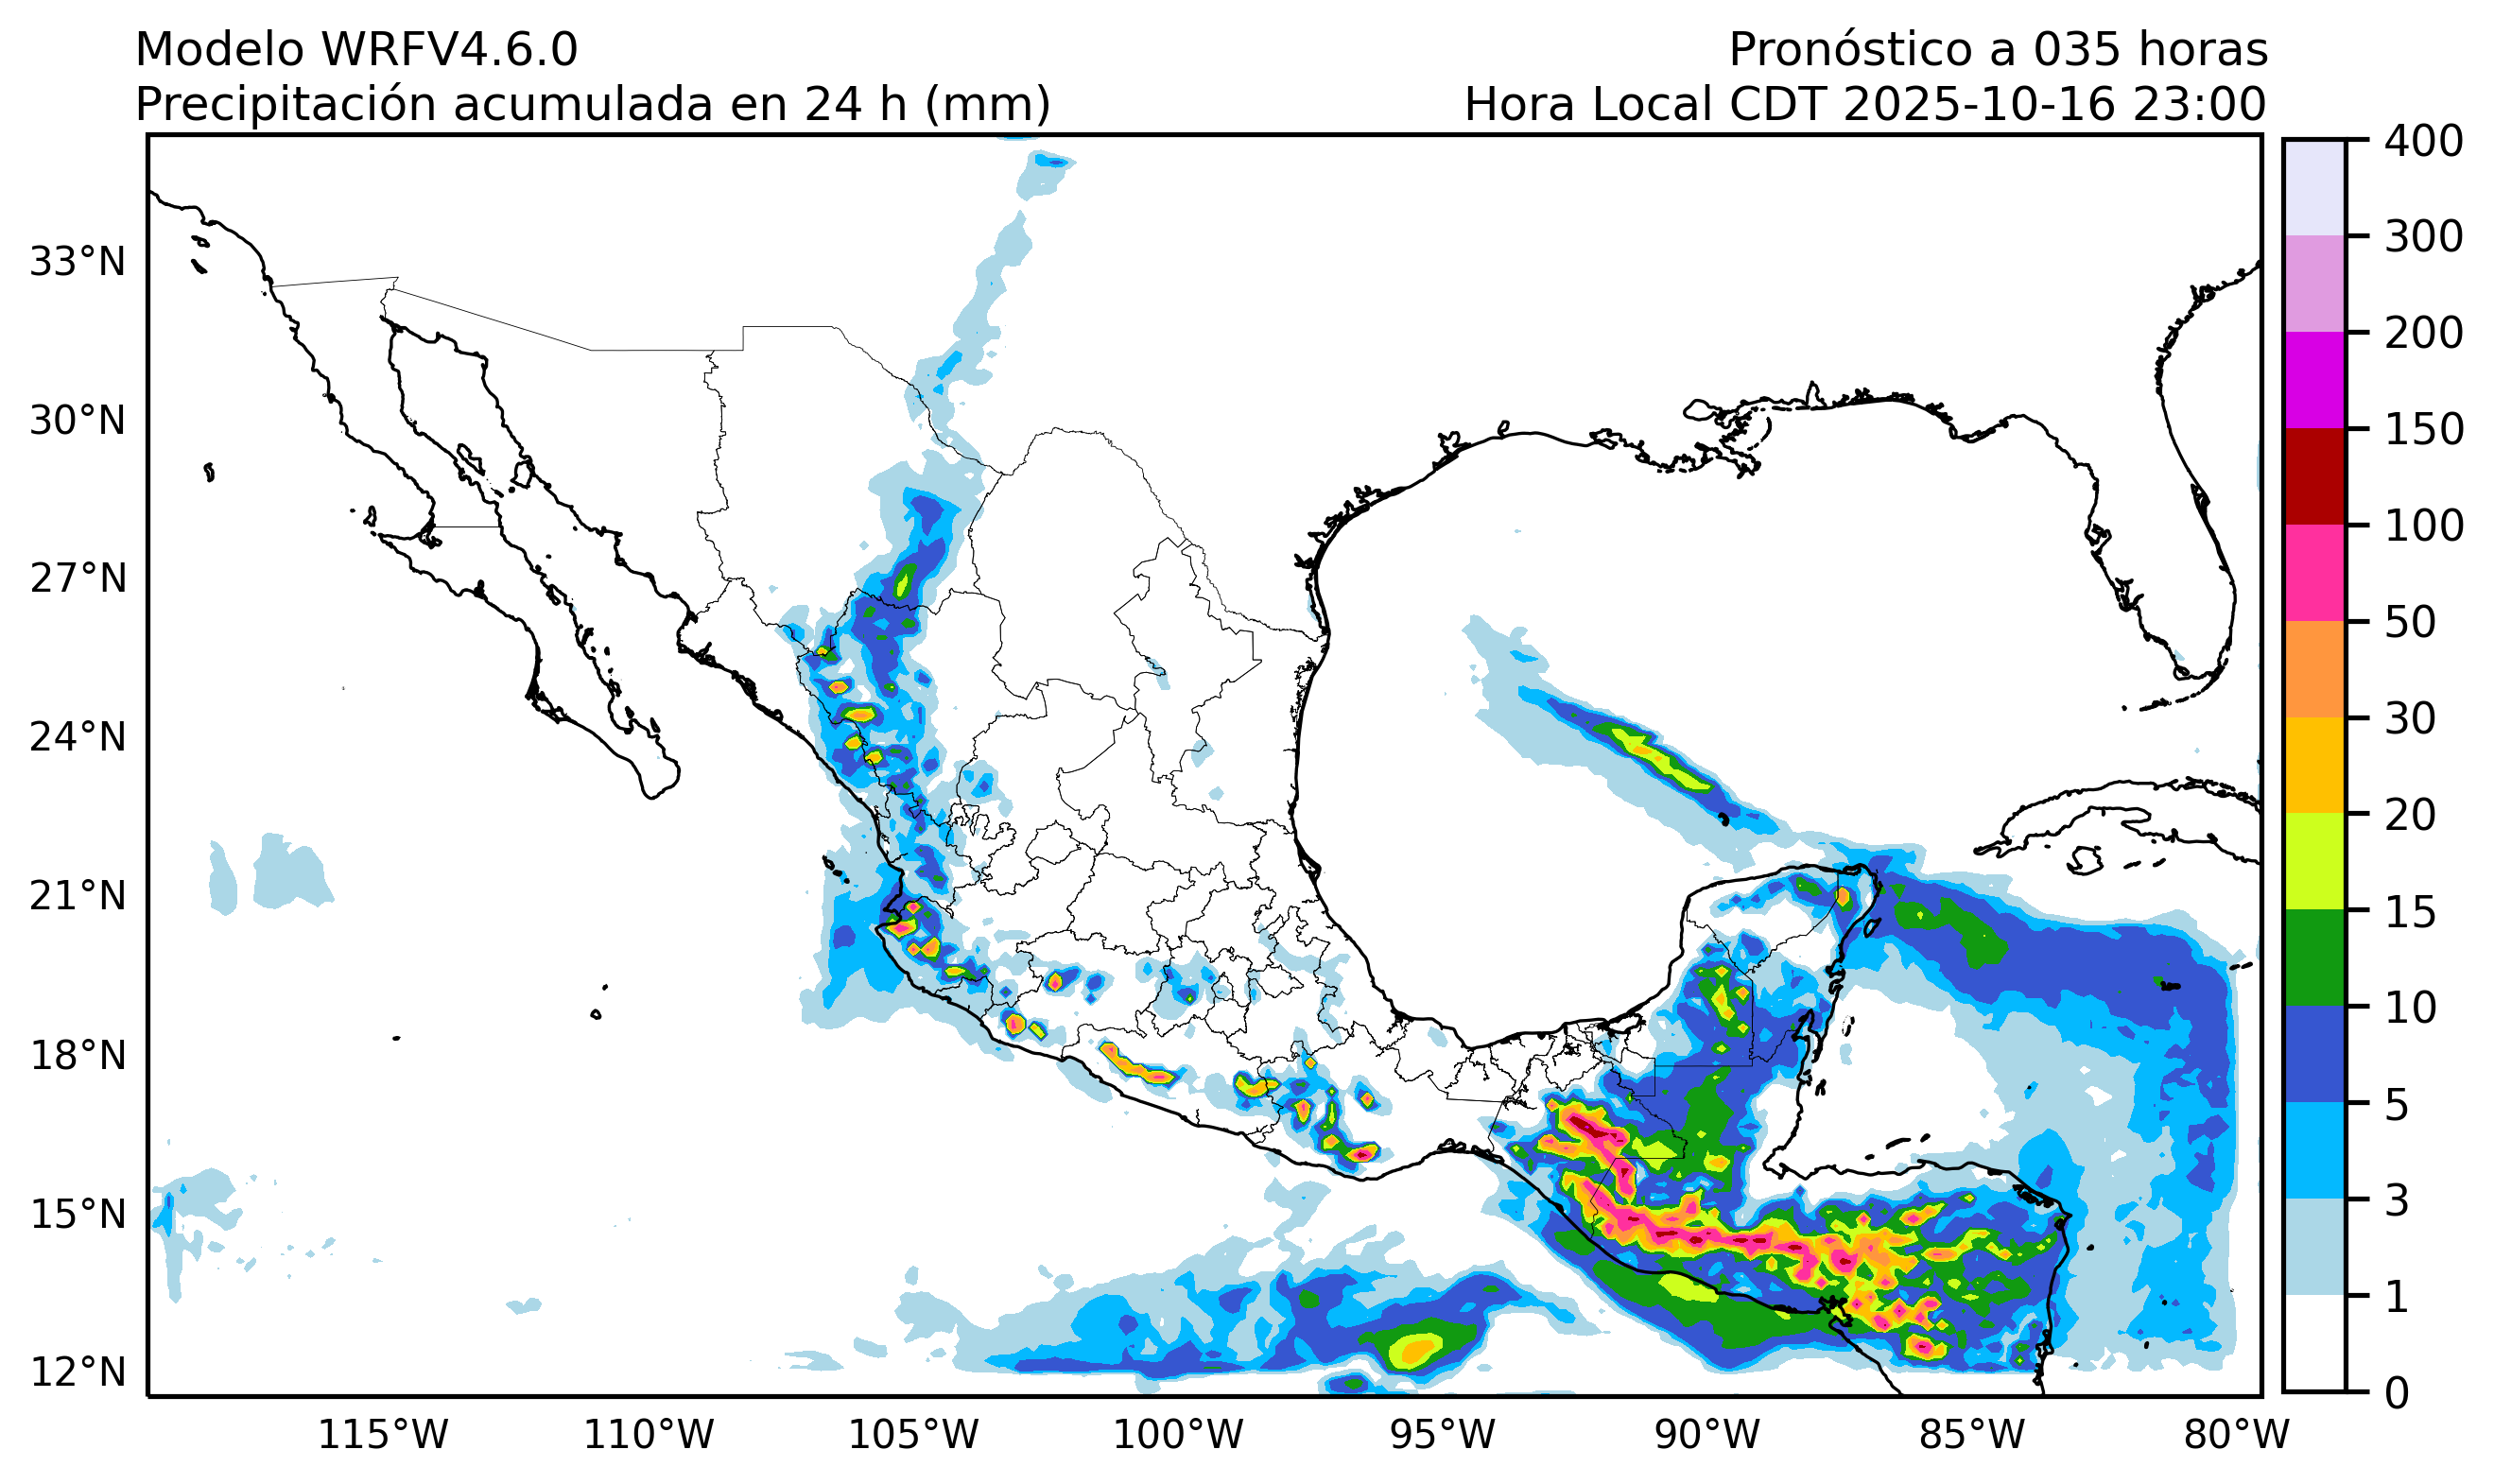 Modelo WRFV4.6.0
Pronóstico a 035 horas
Precipitación acumulada en 24 h (mm)
Hora Local CDT 2025-10-16 23:00
33°N
30°N
27°N
24°N
21°N
18°N
15°N
12°N
115°W
110°W
105°W
100°W
95°W
90°W
85°W
80°W
400
300
200
150
100
50
30
20
15
10
5
3
1
0